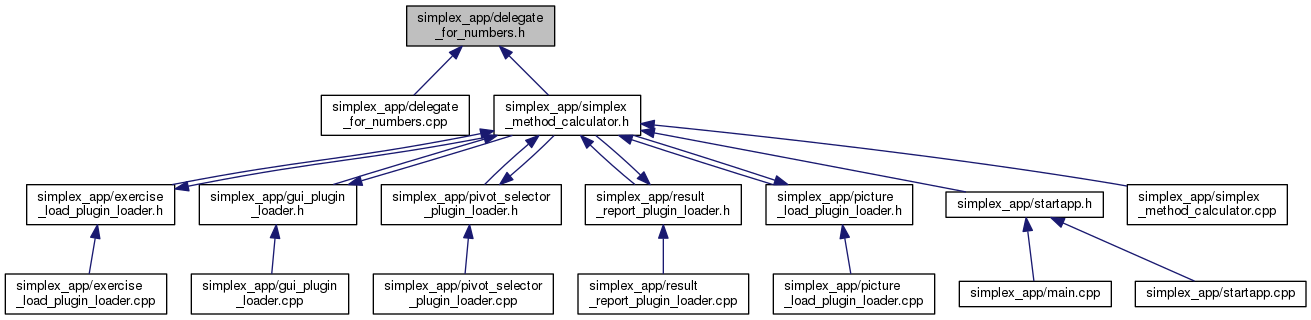 simplex_app/delegate
_for_numbers.h
simplex_app/delegate
_for_numbers.cpp
simplex_app/simplex
_method_calculator.h
simplex_app/exercise
_load_plugin_loader.h
simplex_app/gui_plugin
_loader.h
simplex_app/pivot_selector
_plugin_loader.h
simplex_app/result
_report_plugin_loader.h
simplex_app/picture
_load_plugin_loader.h
simplex_app/startapp.h
simplex_app/simplex
_method_calculator.cpp
simplex_app/exercise
_load_plugin_loader.cpp
simplex_app/gui_plugin
_loader.cpp
simplex_app/pivot_selector
_plugin_loader.cpp
simplex_app/result
_report_plugin_loader.cpp
simplex_app/picture
_load_plugin_loader.cpp
simplex_app/main.cpp
simplex_app/startapp.cpp